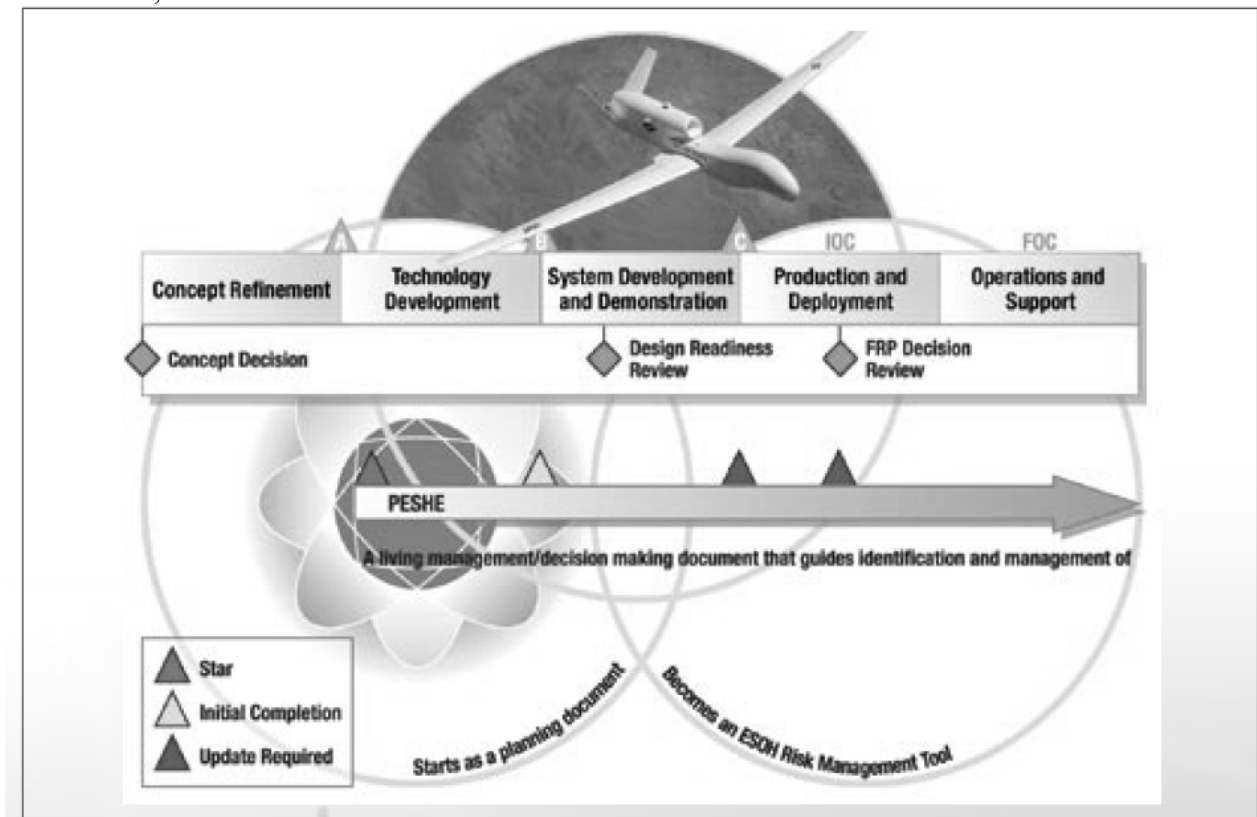 A
B
C
IOC
FOC
Concept Refinement
Technology
Development
System Development
and Demonstration
Production and
Deployment
Operations and
Support
Concept Decision
Design Readiness
Review
FRP Decision
Review
PESHE
A living management/decision making document that guides identification and management of
Star
Initial Completion
Update Required
Starts as a planning document
Becomes an ESOH Risk Management Tool